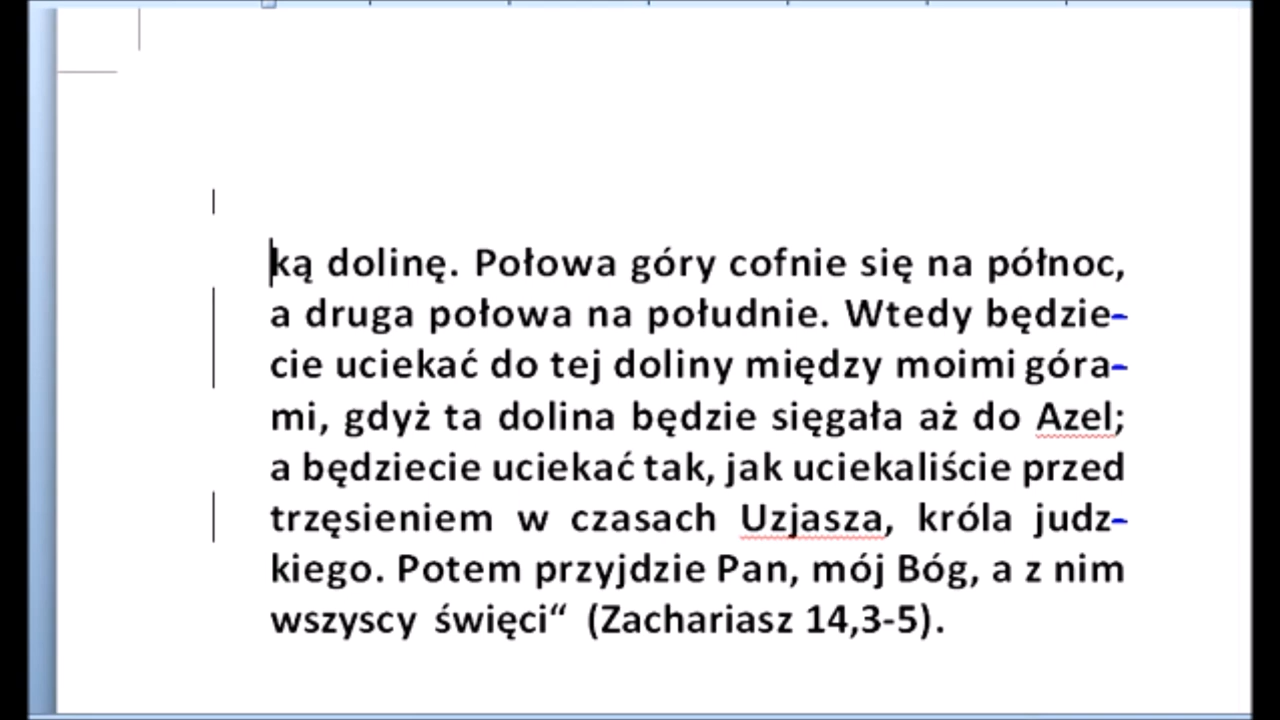 ką dolinę. Połowa góry cofnie się na północ,
a druga połowa na południe. Wtedy będzie-
cie uciekać do tej doliny między moimi góra-
mi, gdyż ta dolina będzie sięgała aż do Azel;
a będziecie uciekać tak, jak uciekaliście przed
trzęsieniem w czasach Uzjasza, króla judz-
kiego. Potem przyjdzie Pan, mój Bóg, a z nim
wszyscy święci“ (Zachariasz 14,3-5).